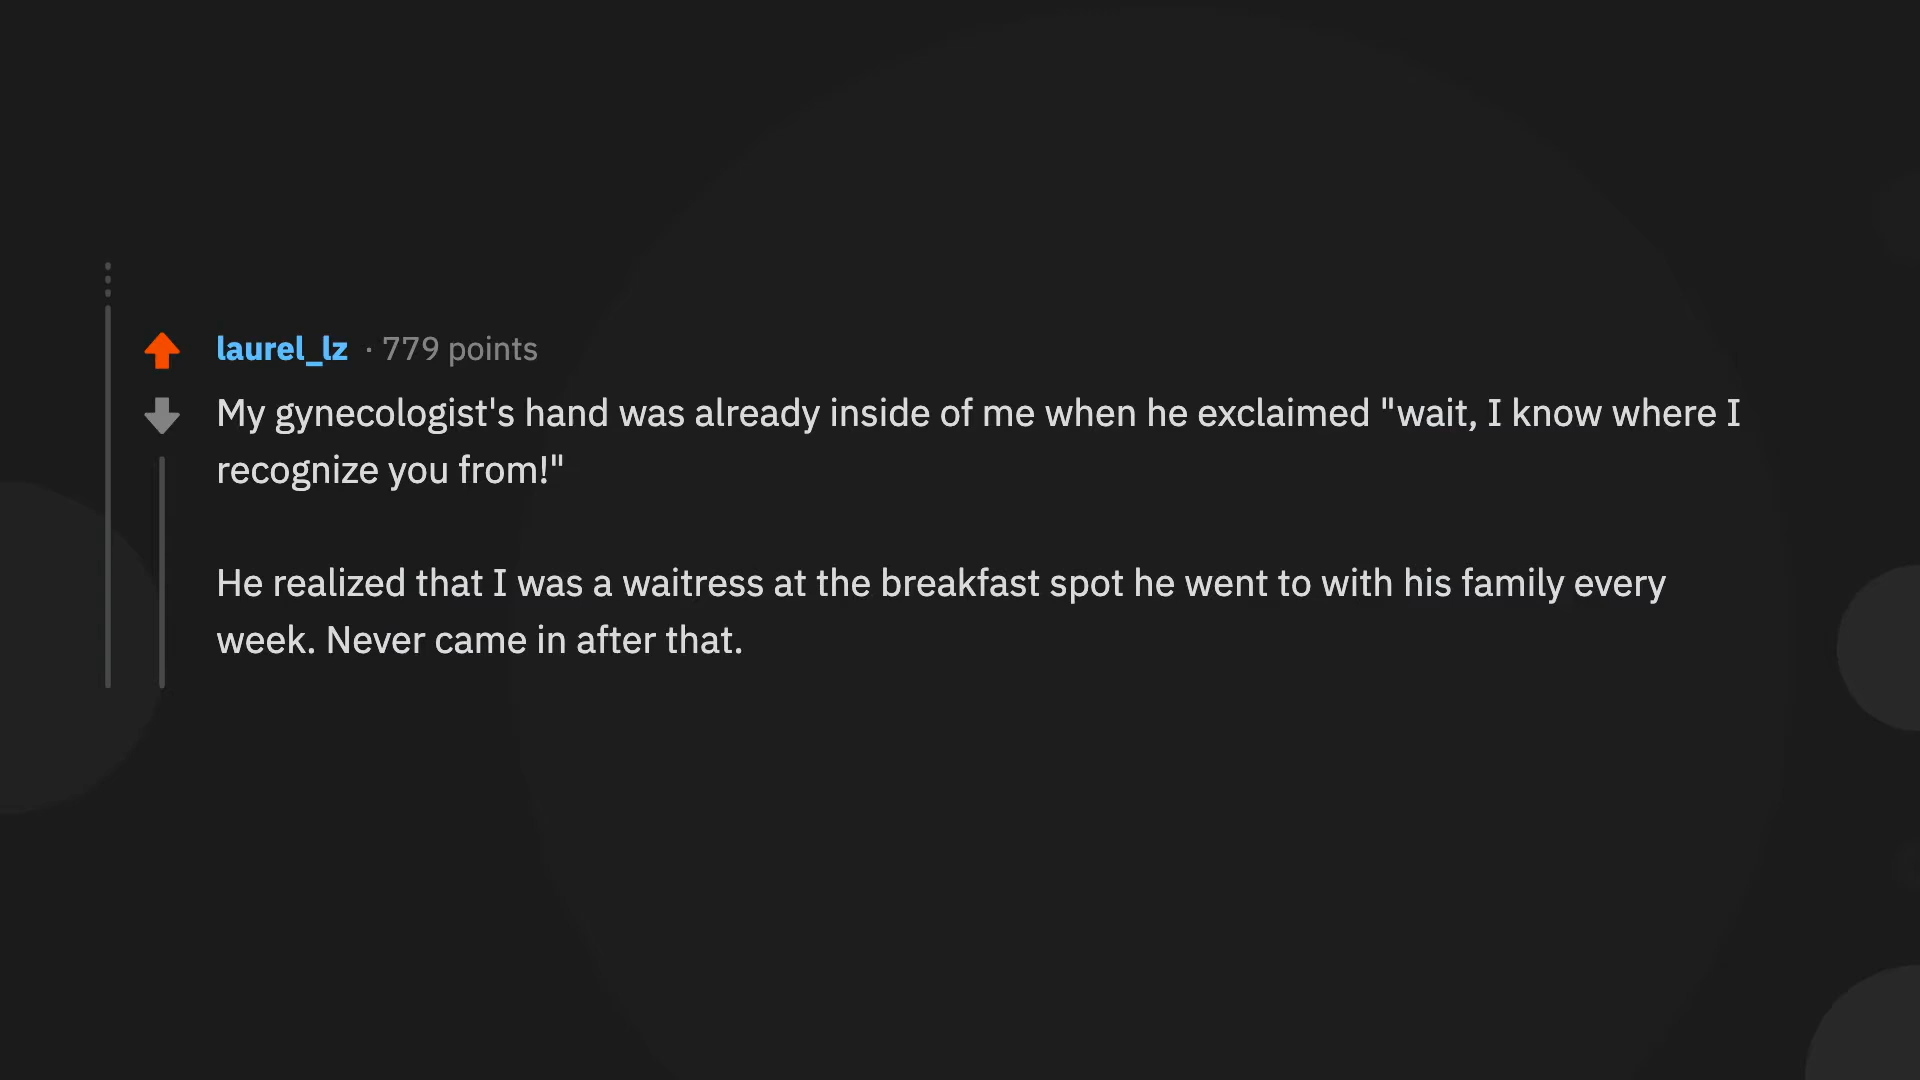 laurel_lz · 779 points
My gynecologist's hand was already inside of me when he exclaimed "wait, I know where I
recognize you from!"
He realized that I was a waitress at the breakfast spot he went to with his family every
week. Never came in after that.